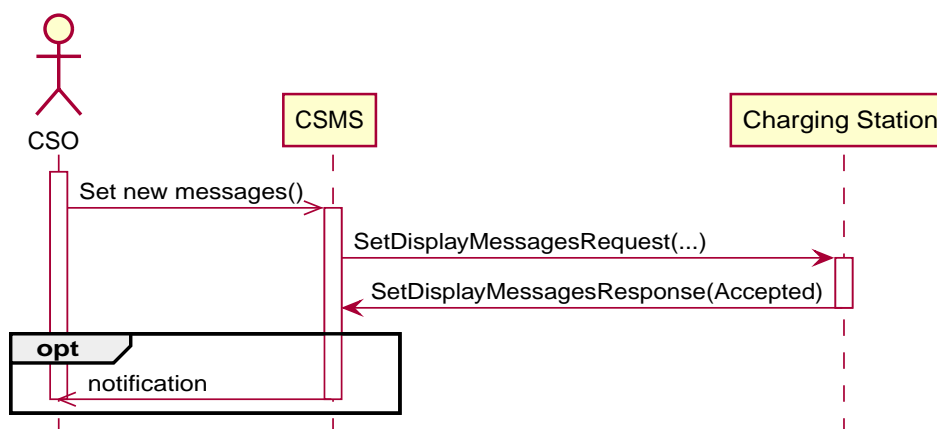 CSO
CSMS
Charging Station
Set new messages()
SetDisplayMessagesRequest(...)
SetDisplayMessagesResponse(Accepted)
opt
notification